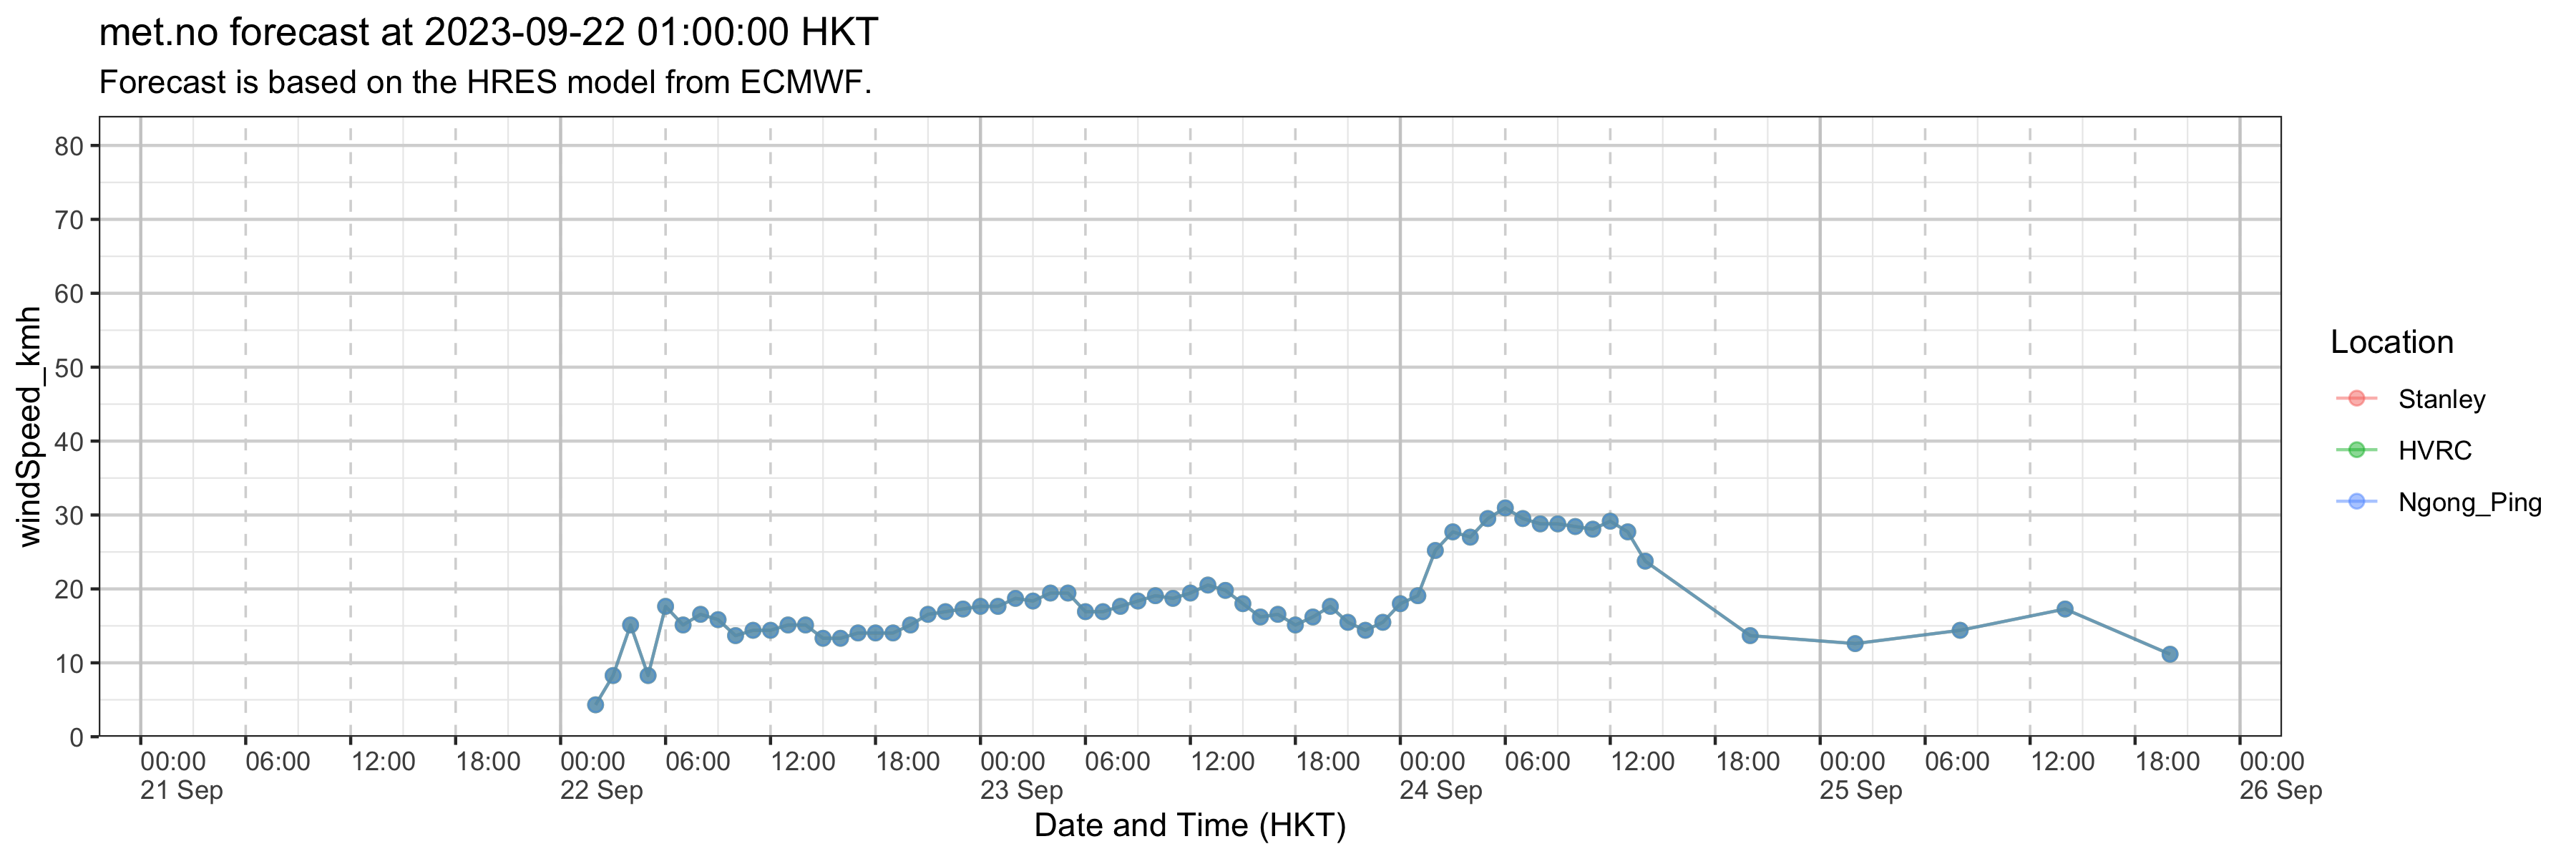 met.no forecast at 2023-09-22 01:00:00 HKT
Forecast is based on the HRES model from ECMWF.
windSpeed_kmh
80
70
60
50
40
30
20
10
0
00:00 06:00 12:00 18:00 00:00 06:00 12:00 18:00 00:00 06:00 12:00 18:00 00:00 06:00 12:00 18:00 00:00 06:00 12:00 18:00 00:00
21 Sep 22 Sep 23 Sep 24 Sep 25 Sep 26 Sep
Date and Time (HKT)
Location
Stanley
HVRC
Ngong_Ping